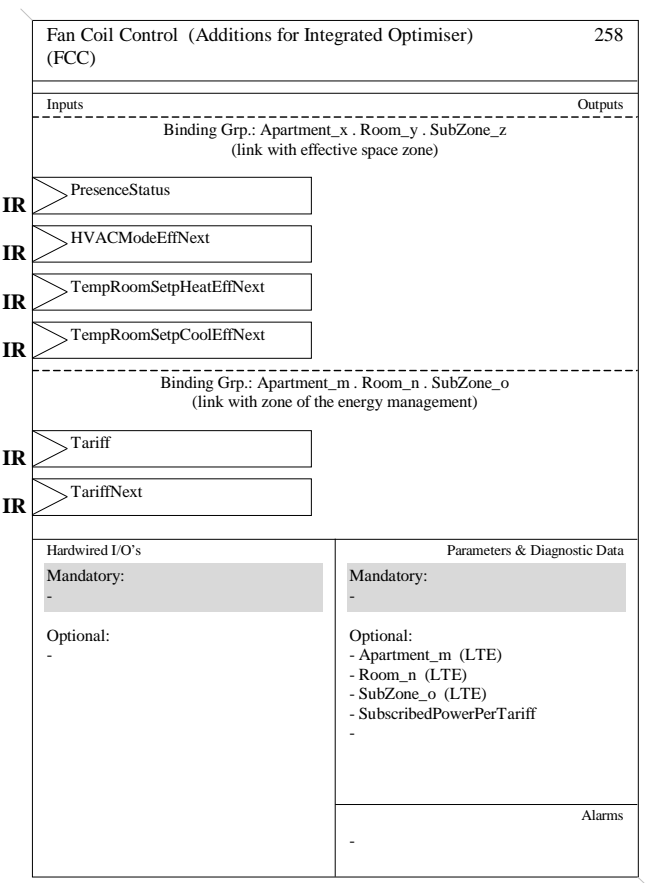 Fan Coil Control (Additions for Integrated Optimiser) 258
(FCC)
Inputs Outputs
Binding Grp.: Apartment_x . Room_y . SubZone_z
(link with effective space zone)
IR PresenceStatus
IR HVACModeEffNext
IR TempRoomSetpHeatEffNext
IR TempRoomSetpCoolEffNext
Binding Grp.: Apartment_m . Room_n . SubZone_o
(link with zone of the energy management)
IR Tariff
IR TariffNext
Hardwired I/O's
Mandatory:
-
Optional:
-
Parameters & Diagnostic Data
Mandatory:
-
Optional:
- Apartment_m (LTE)
- Room_n (LTE)
- SubZone_o (LTE)
- SubscribedPowerPerTariff
-
Alarms
-